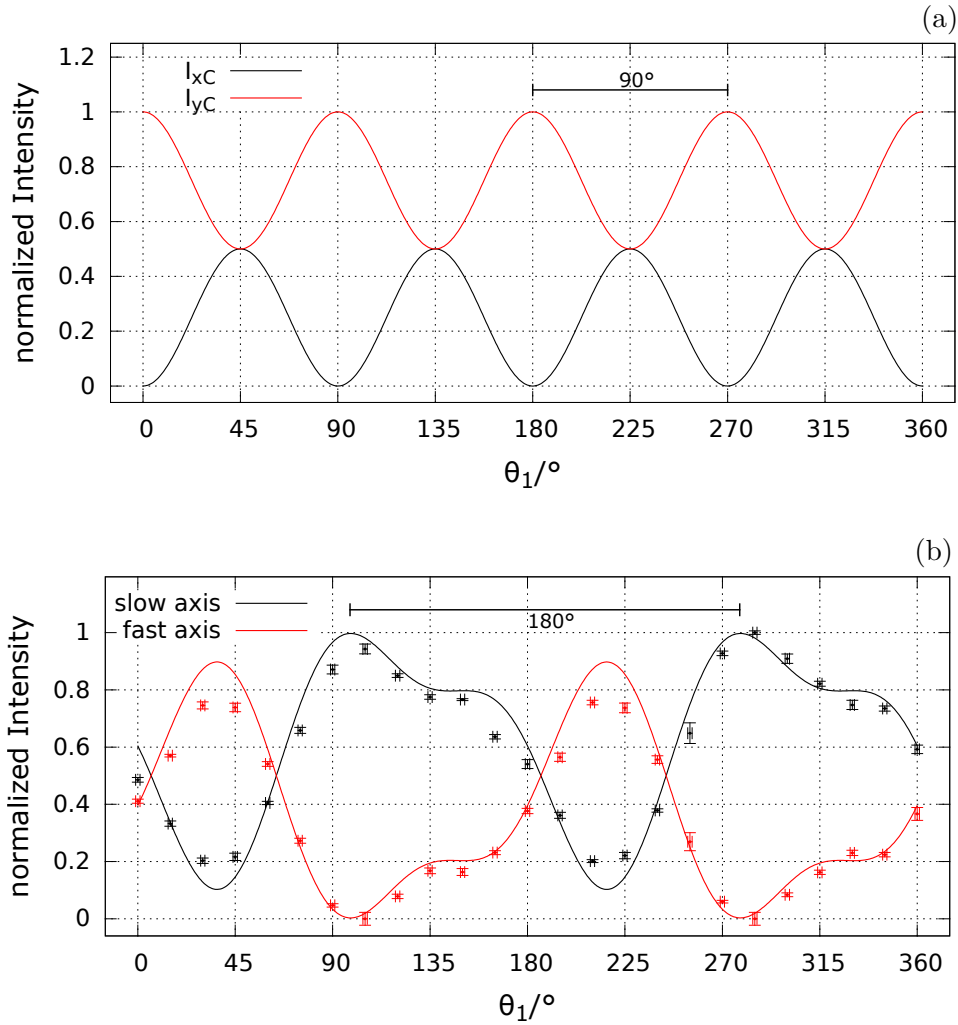 (a)
normalized Intensity
1.2
1
0.8
0.6
0.4
0.2
0
I_xC
I_yC
90°
0 45 90 135 180 225 270 315 360
θ_1/°
(b)
normalized Intensity
1
0.8
0.6
0.4
0.2
0
slow axis
fast axis
180°
0 45 90 135 180 225 270 315 360
θ_1/°